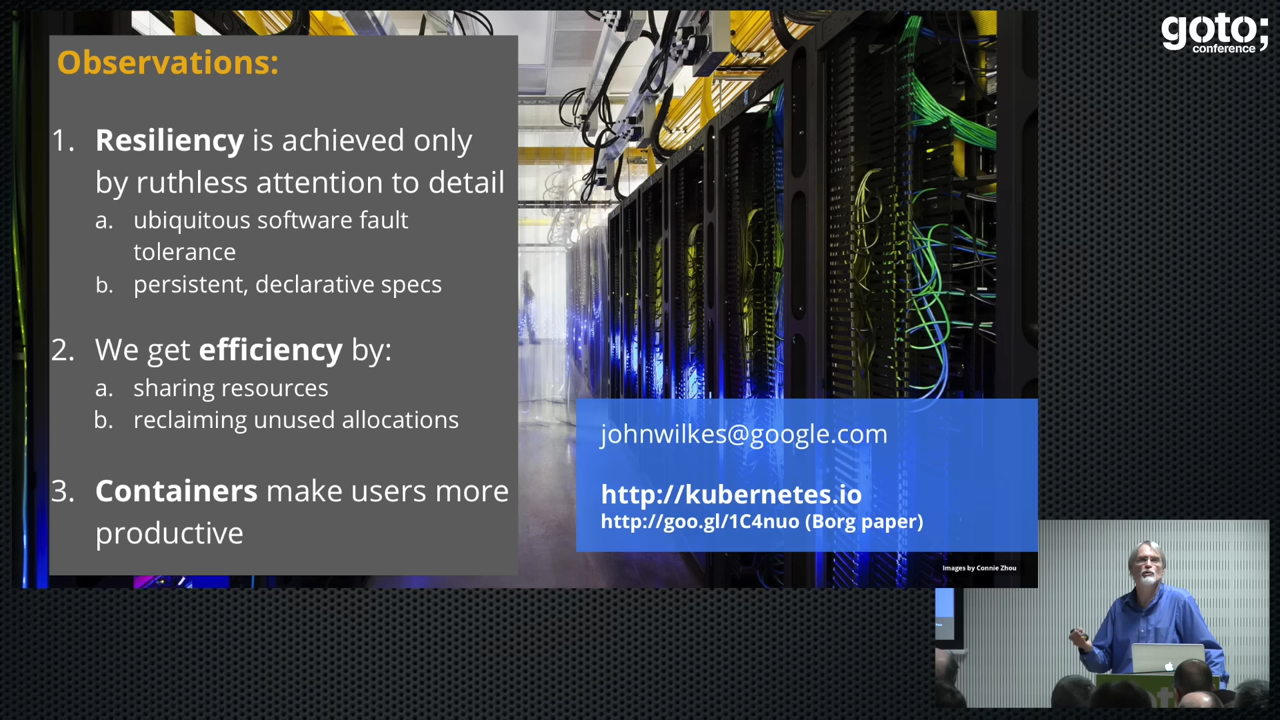 goto;
conference
Observations:
1. Resiliency is achieved only
by ruthless attention to detail
a. ubiquitous software fault
tolerance
b. persistent, declarative specs
2. We get efficiency by:
a. sharing resources
b. reclaiming unused allocations
3. Containers make users more
productive
johnwilkes@google.com
http://kubernetes.io
http://goo.gl/1C4nuo (Borg paper)
Images by Connie Zhou